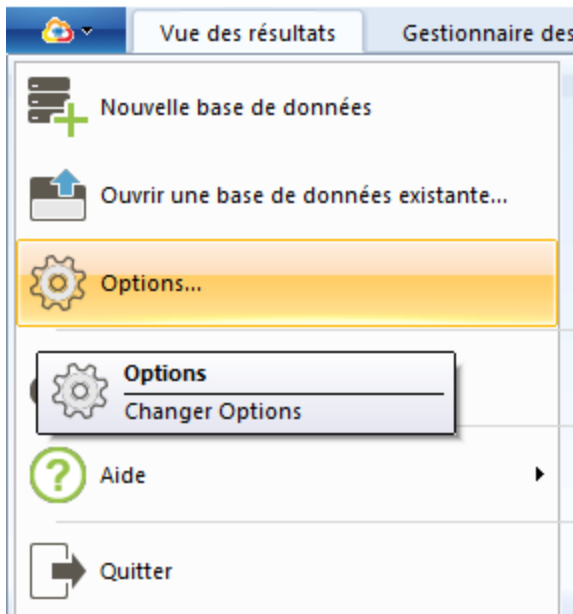 Vue des résultats
Gestionnaire des
Nouvelle base de données
Ouvrir une base de données existante...
Options...
Options
Changer Options
Aide
Quitter